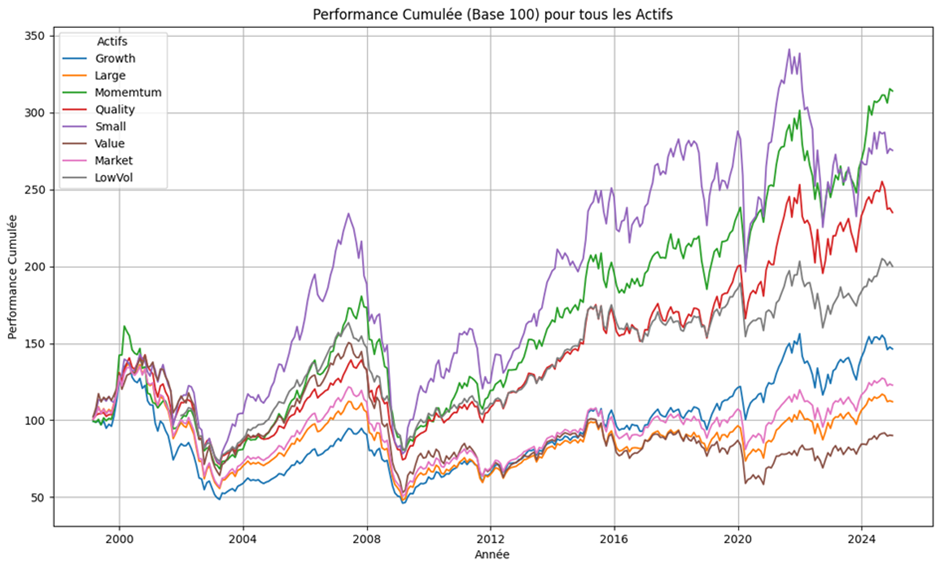 Performance Cumulée (Base 100) pour tous les Actifs
Performance Cumulée
350
300
250
200
150
100
50
Actifs
Growth
Large
Momemtum
Quality
Small
Value
Market
LowVol
2000 2004 2008 2012 2016 2020 2024
Année